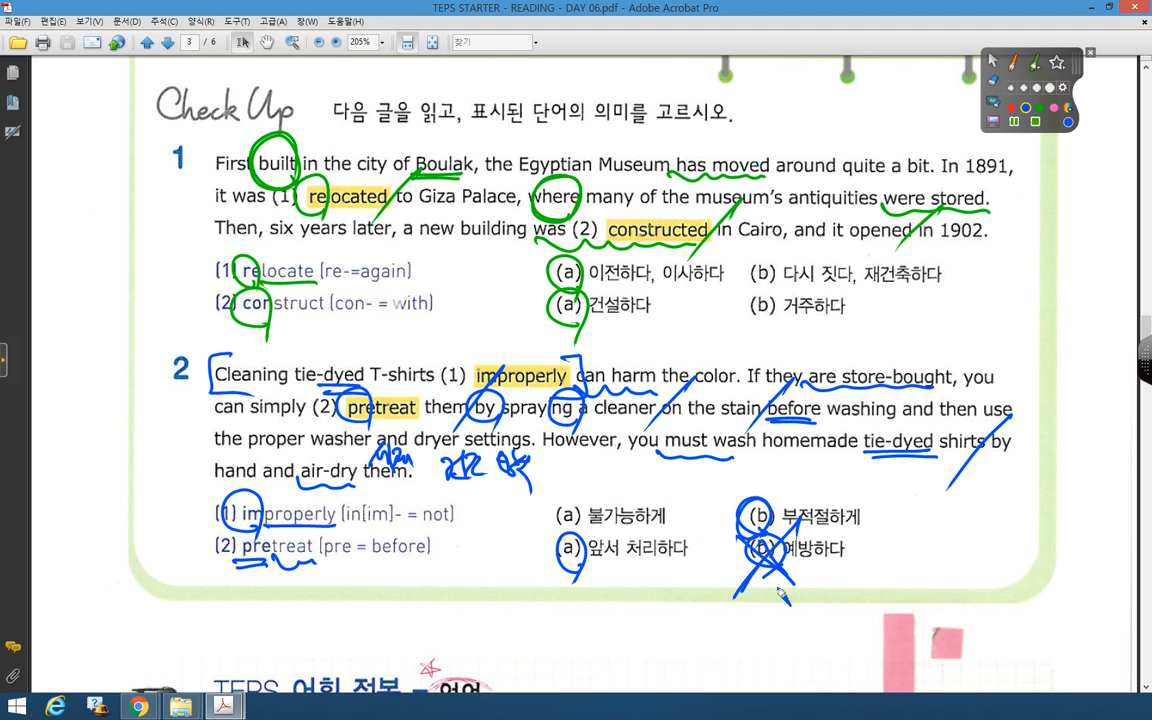 TEPS STARTER - READING - DAY 06.pdf - Adobe Acrobat Pro
파일(F) 편집(E) 보기(V) 문서(D) 주석(C) 양식(R) 도구(T) 고급(A) 창(W) 도움말(H)
3 / 6 205% 찾기
Check Up 다음 글을 읽고, 표시된 단어의 의미를 고르시오.
1 First built in the city of Boulak, the Egyptian Museum has moved around quite a bit. In 1891,
it was (1) relocated to Giza Palace, where many of the museum's antiquities were stored.
Then, six years later, a new building was (2) constructed in Cairo, and it opened in 1902.
(1) relocate (re-=again) (a) 이전하다, 이사하다 (b) 다시 짓다, 재건축하다
(2) construct (con- = with) (a) 건설하다 (b) 거주하다
2 Cleaning tie-dyed T-shirts (1) improperly can harm the color. If they are store-bought, you
can simply (2) pretreat them by spraying a cleaner on the stain before washing and then use
the proper washer and dryer settings. However, you must wash homemade tie-dyed shirts by
hand and air-dry them.
(1) improperly (in[im]- = not) (a) 불가능하게 (b) 부적절하게
(2) pretreat (pre = before) (a) 앞서 처리하다 (b) 예방하다
TEPS 어휘 정복